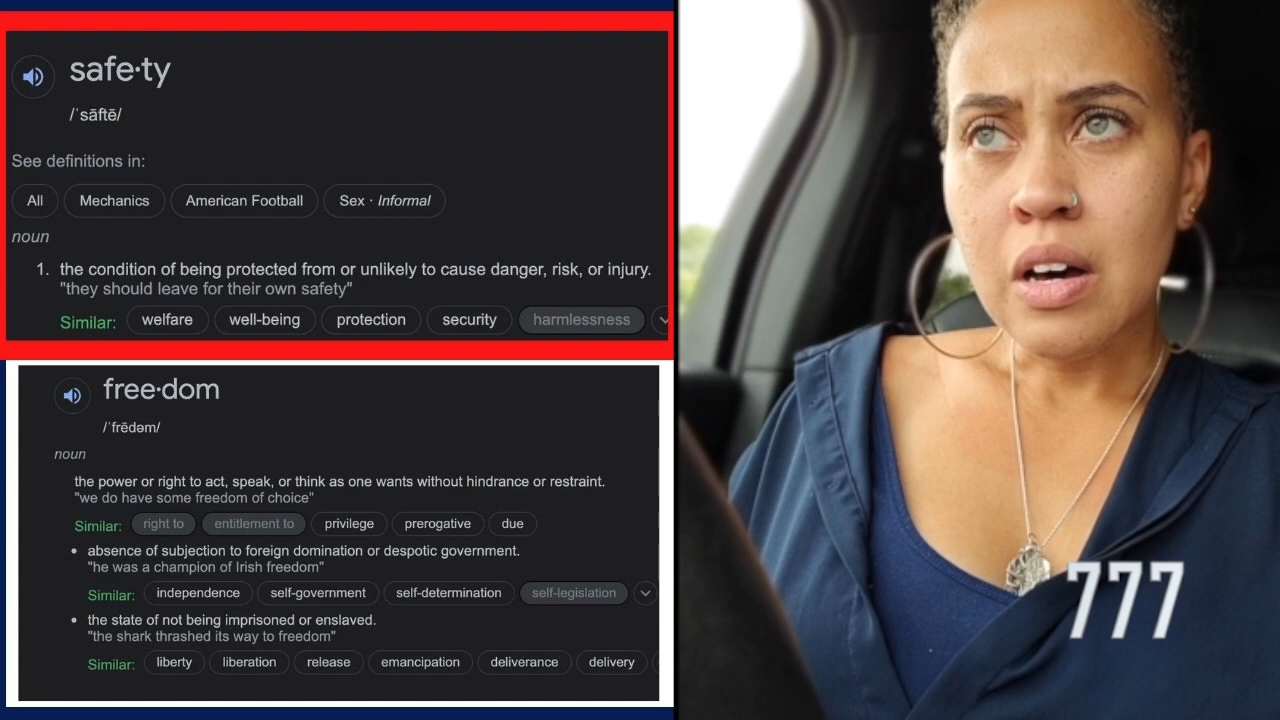 safe·ty
/ˈsāftē/
See definitions in:
All Mechanics American Football Sex · Informal
noun
1. the condition of being protected from or unlikely to cause danger, risk, or injury.
"they should leave for their own safety"
Similar: welfare well-being protection security harmlessness
free·dom
/ˈfrēdəm/
noun
the power or right to act, speak, or think as one wants without hindrance or restraint.
"we do have some freedom of choice"
Similar: right to entitlement to privilege prerogative due
• absence of subjection to foreign domination or despotic government.
"he was a champion of Irish freedom"
Similar: independence self-government self-determination self-legislation
• the state of not being imprisoned or enslaved.
"the shark thrashed its way to freedom"
Similar: liberty liberation release emancipation deliverance delivery
777